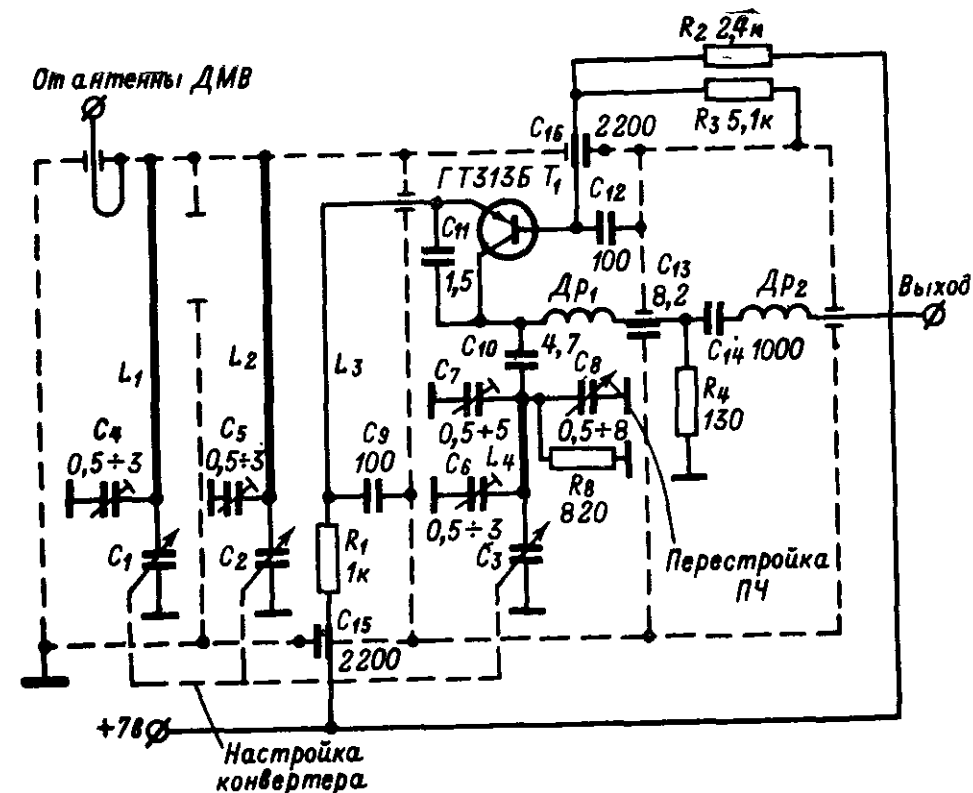 R2 2,4к
От антенны ДМВ
R3 5,1к
C16 2200
ГТ313Б T1
C12
100
C11
1,5
C13
8,2
Др1
Др2
Выход
C10
4,7
C14 1000
L1
L2
L3
C7
0,5÷5
C8
0,5÷8
R4
130
C4
0,5÷3
C5
0,5÷3
C9
100
C6
0,5÷3
L4
R8
820
C1
C2
R1
1к
C3
Перестройка
ПЧ
C15
2200
+7в
Настройка
конвертера